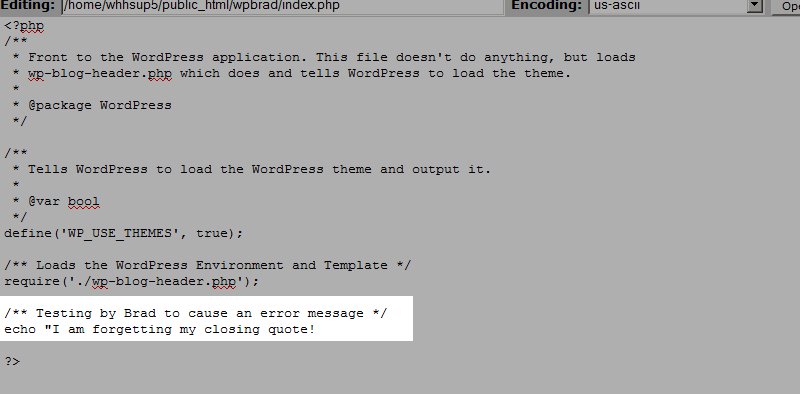 Editing: /home/whhsup5/public_html/wpbrad/index.php Encoding: us-ascii Ope
<?php
/**
 * Front to the WordPress application. This file doesn't do anything, but loads
 * wp-blog-header.php which does and tells WordPress to load the theme.
 *
 * @package WordPress
 */
/**
 * Tells WordPress to load the WordPress theme and output it.
 *
 * @var bool
 */
define('WP_USE_THEMES', true);
/** Loads the WordPress Environment and Template */
require('./wp-blog-header.php');
/** Testing by Brad to cause an error message */
echo "I am forgetting my closing quote!
?>